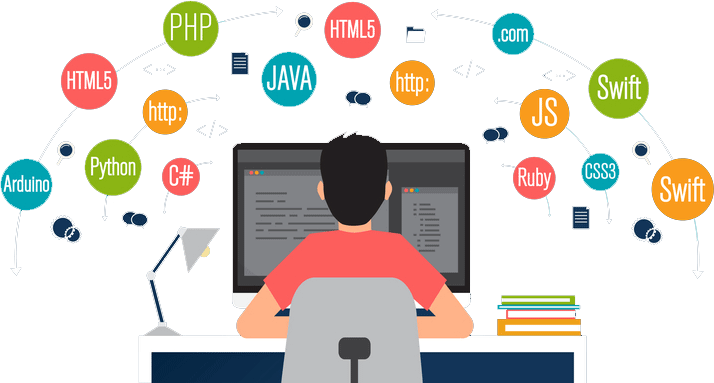 PHP
HTML5
.com
HTML5
JAVA
http:
Swift
http:
JS
Arduino
Python
C#
Ruby
CSS3
Swift